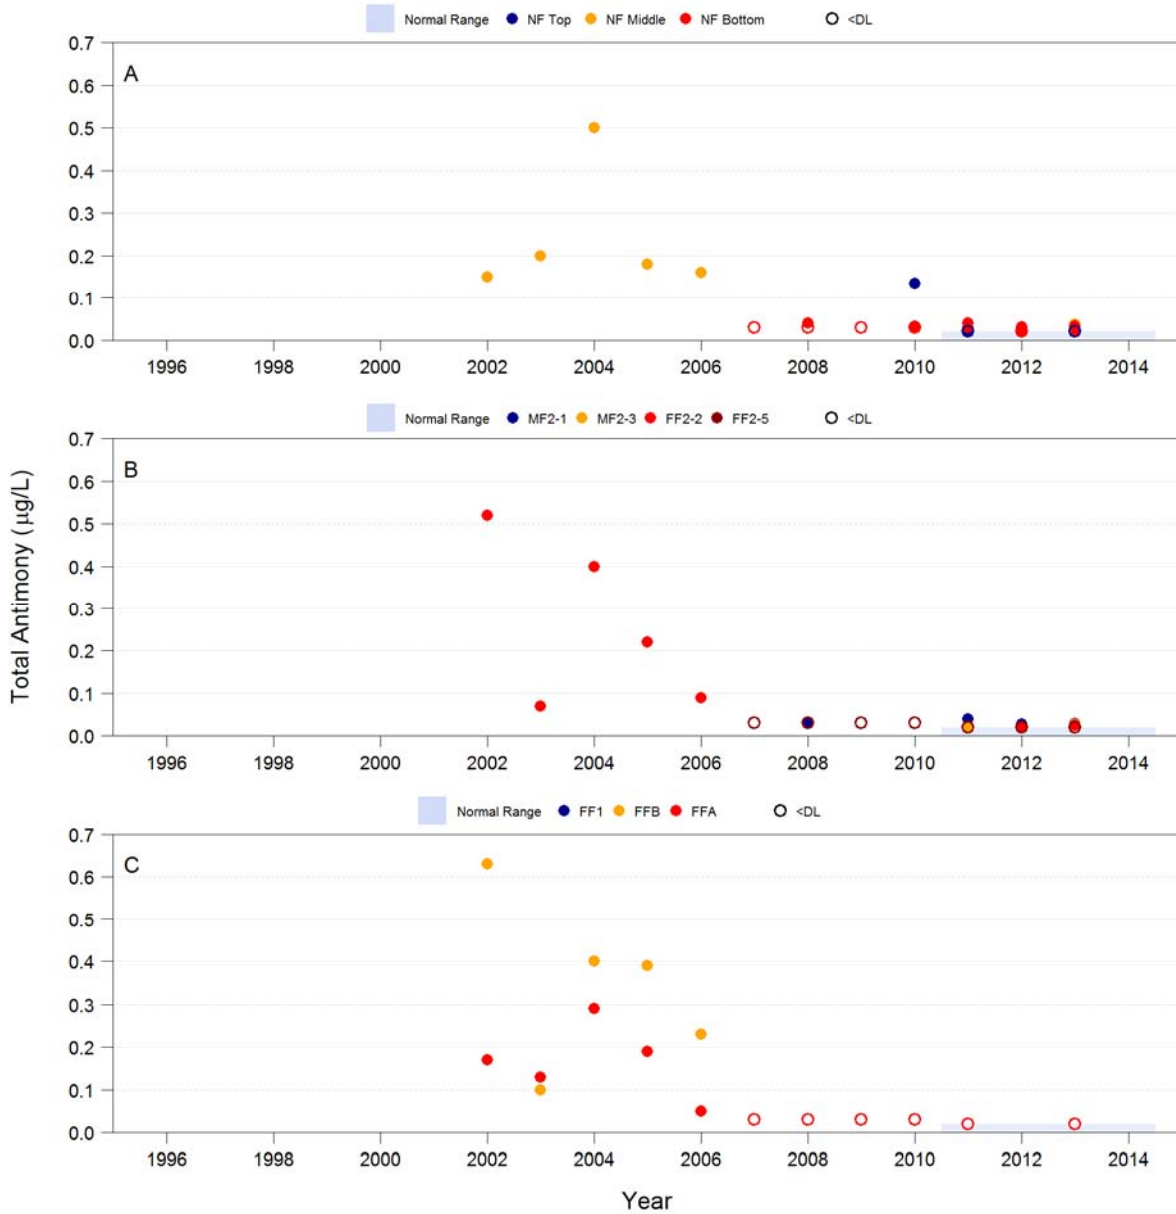 Normal Range NF Top NF Middle NF Bottom <DL
A
0.7
0.6
0.5
0.4
0.3
0.2
0.1
0.0
1996 1998 2000 2002 2004 2006 2008 2010 2012 2014
Normal Range MF2-1 MF2-3 FF2-2 FF2-5 <DL
B
0.7
0.6
0.5
0.4
0.3
0.2
0.1
0.0
1996 1998 2000 2002 2004 2006 2008 2010 2012 2014
Total Antimony (µg/L)
Normal Range FF1 FFB FFA <DL
C
0.7
0.6
0.5
0.4
0.3
0.2
0.1
0.0
1996 1998 2000 2002 2004 2006 2008 2010 2012 2014
Year